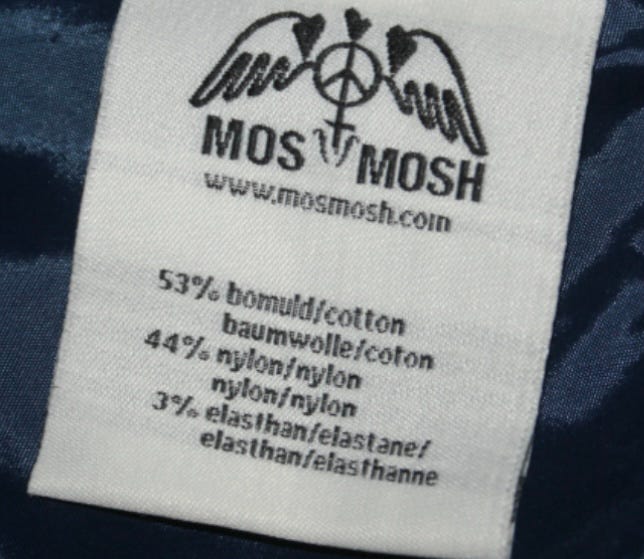 MOS MOSH
www.mosmosh.com
53% bomuld/cotton
baumwolle/coton
44% nylon/nylon
nylon/nylon
3% elasthan/elastane/
elasthan/elasthanne